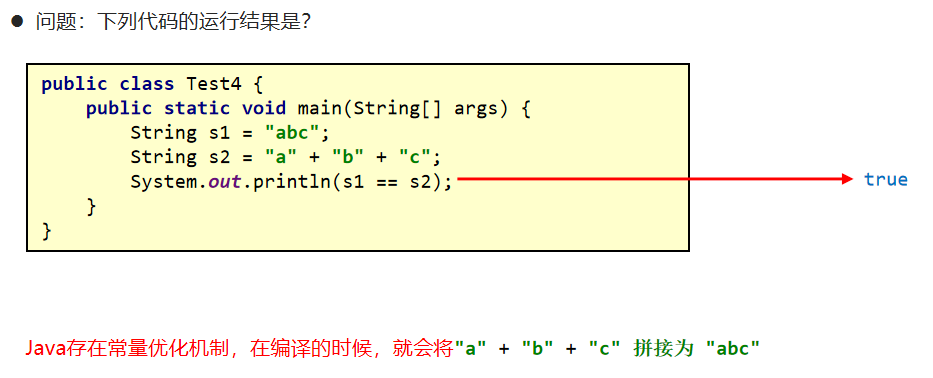 ● 问题：下列代码的运行结果是？
public class Test4 {
    public static void main(String[] args) {
        String s1 = "abc";
        String s2 = "a" + "b" + "c";
        System.out.println(s1 == s2); true
    }
}
Java存在常量优化机制，在编译的时候，就会将"a" + "b" + "c" 拼接为 "abc"